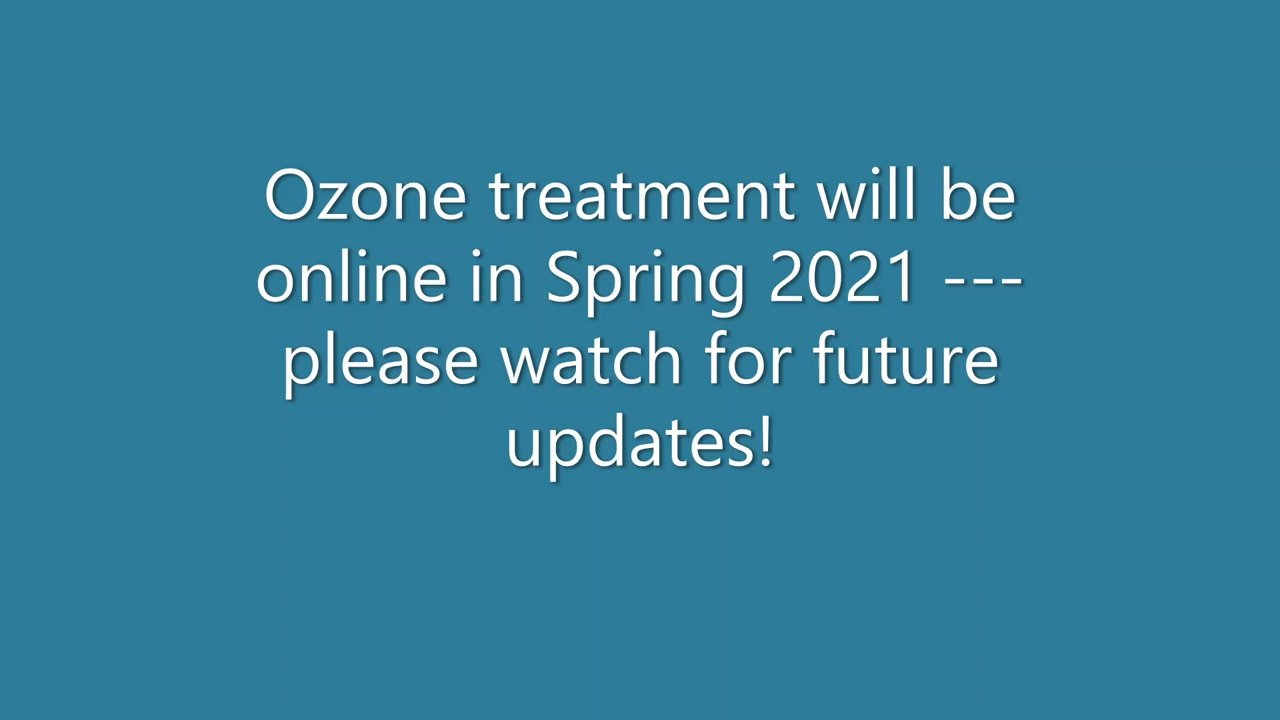 Ozone treatment will be
online in Spring 2021 ---
please watch for future
updates!